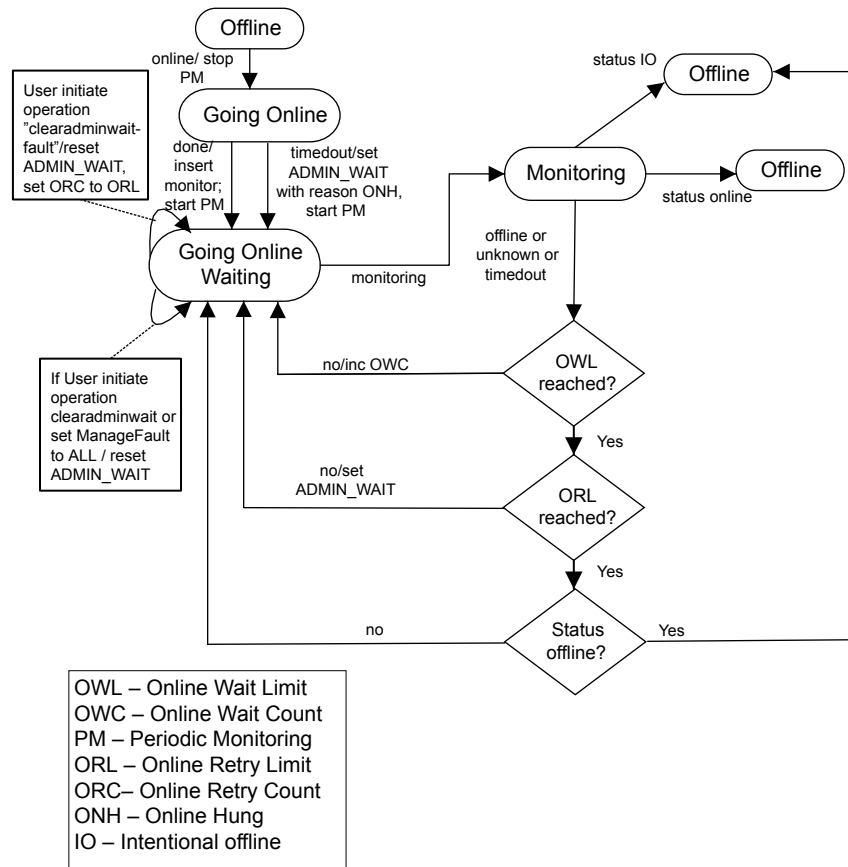 Offline
online/ stop
PM
Going Online
User initiate
operation
”clearadminwait-
fault”/reset
ADMIN_WAIT,
set ORC to ORL
done/
insert
monitor;
start PM
timedout/set
ADMIN_WAIT
with reason ONH,
start PM
Going Online
Waiting
monitoring
status IO
Offline
Monitoring
Offline
status online
offline or
unknown or
timedout
If User initiate
operation
clearadminwait or
set ManageFault
to ALL / reset
ADMIN_WAIT
no/inc OWC
OWL
reached?
Yes
no/set
ADMIN_WAIT
ORL
reached?
Yes
no
Status
offline?
Yes
OWL – Online Wait Limit
OWC – Online Wait Count
PM – Periodic Monitoring
ORL – Online Retry Limit
ORC– Online Retry Count
ONH – Online Hung
IO – Intentional offline